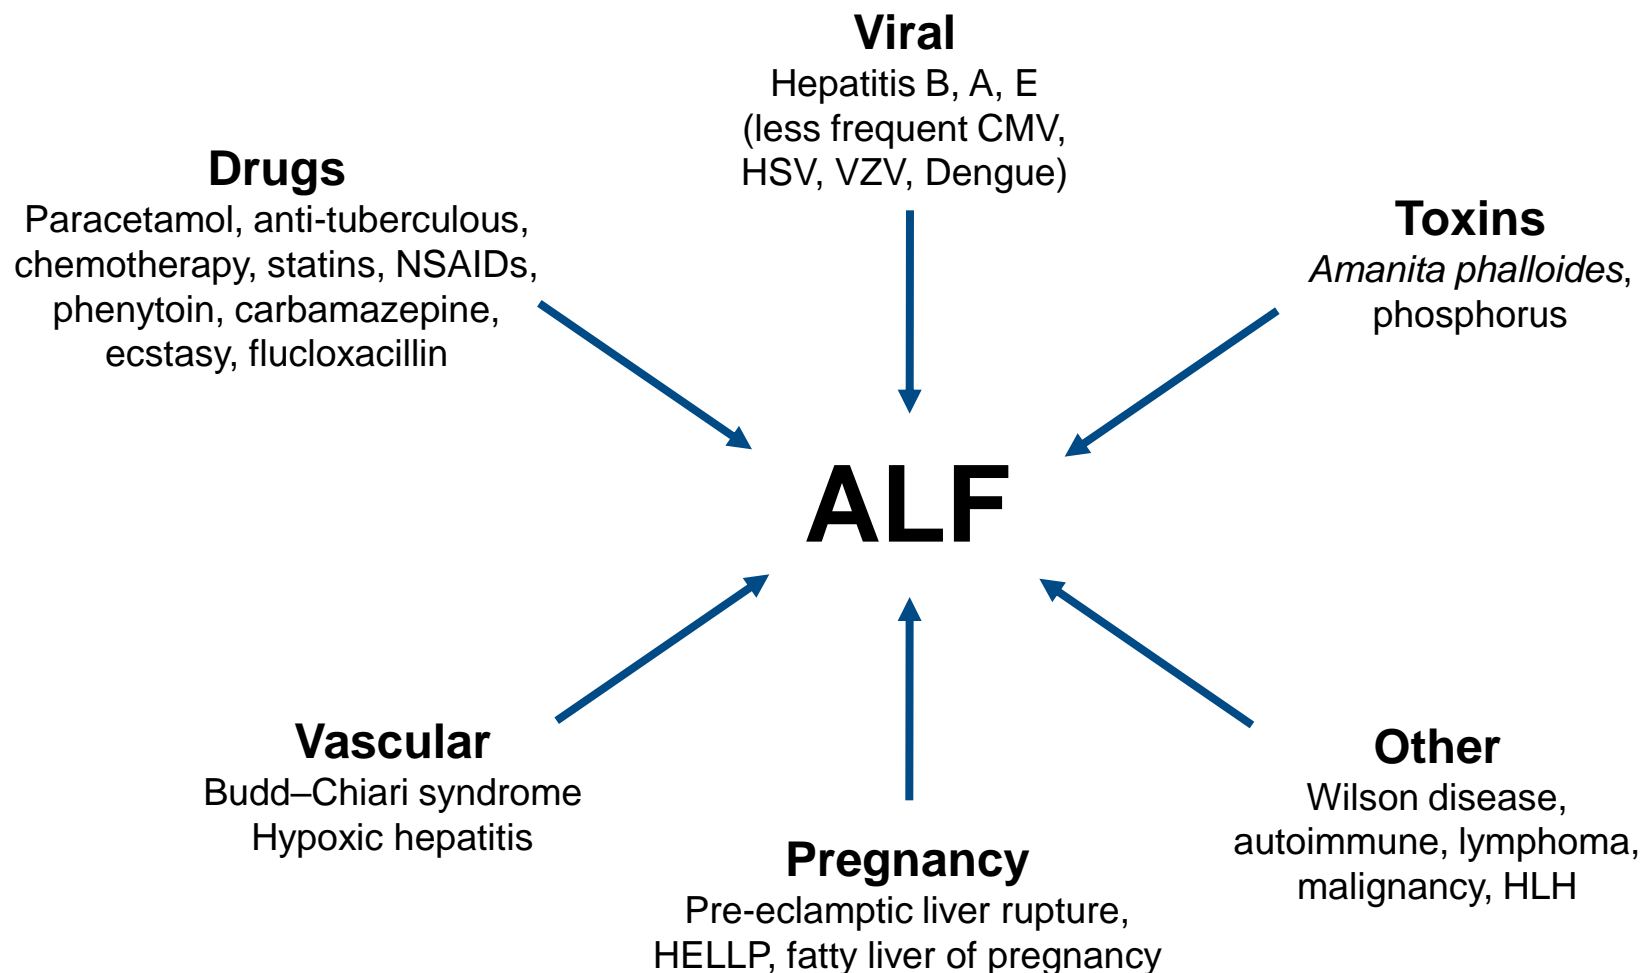 Viral
Hepatitis B, A, E
(less frequent CMV,
HSV, VZV, Dengue)
Drugs
Paracetamol, anti-tuberculous,
chemotherapy, statins, NSAIDs,
phenytoin, carbamazepine,
ecstasy, flucloxacillin
Toxins
Amanita phalloides,
phosphorus
ALF
Vascular
Budd–Chiari syndrome
Hypoxic hepatitis
Pregnancy
Pre-eclamptic liver rupture,
HELLP, fatty liver of pregnancy
Other
Wilson disease,
autoimmune, lymphoma,
malignancy, HLH